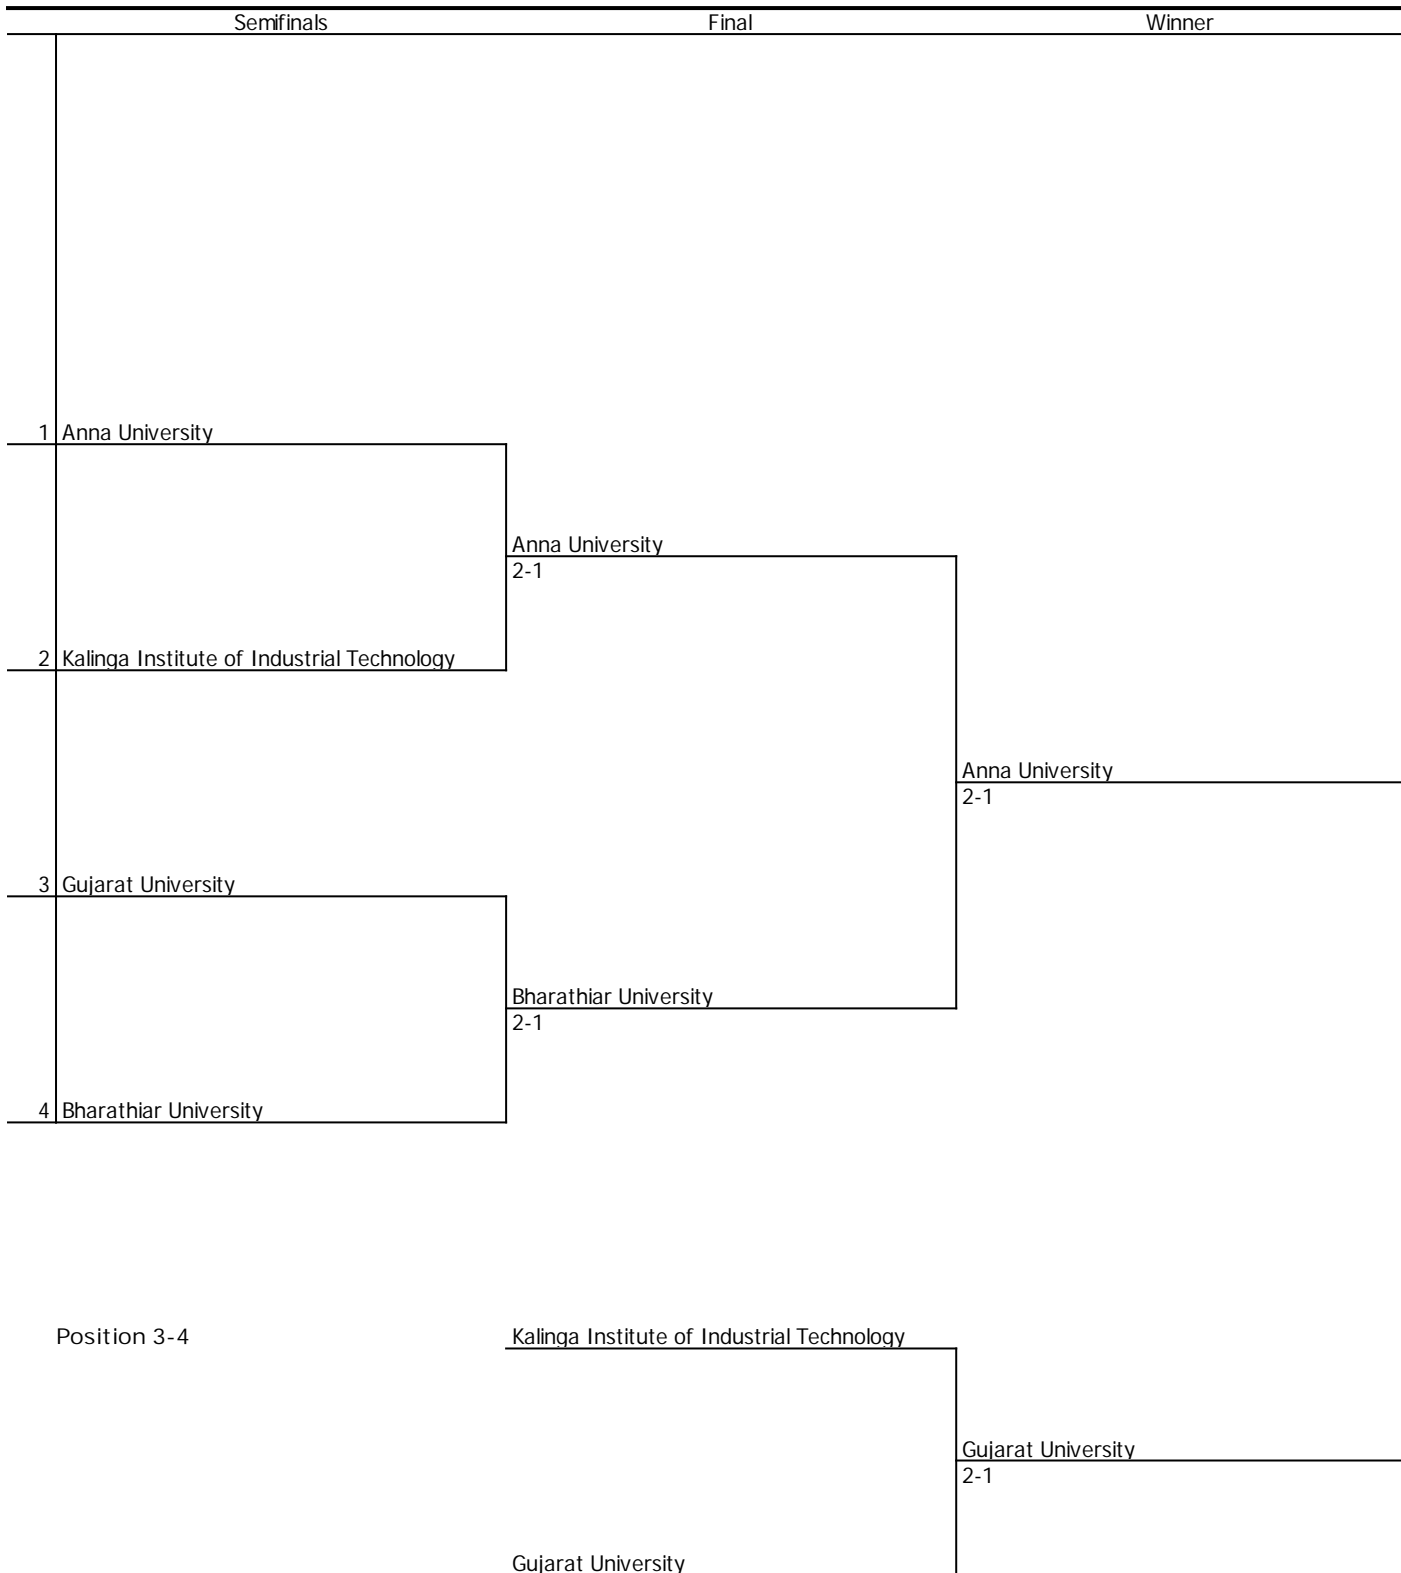 Semifinals Final Winner
1 Anna University
Anna University
2-1
2 Kalinga Institute of Industrial Technology
Anna University
2-1
3 Gujarat University
Bharathiar University
2-1
4 Bharathiar University
Position 3-4 Kalinga Institute of Industrial Technology
Gujarat University
2-1
Gujarat University